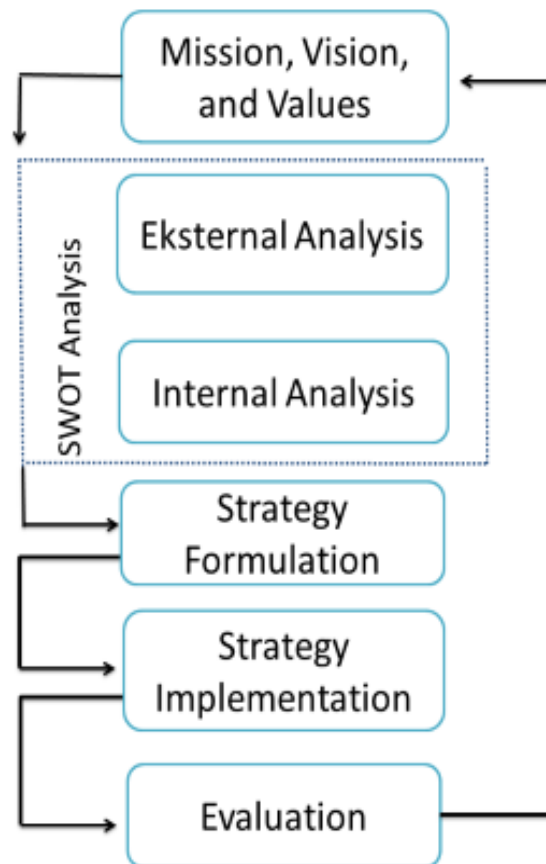 Mission, Vision,
and Values
SWOT Analysis
Eksternal Analysis
Internal Analysis
Strategy
Formulation
Strategy
Implementation
Evaluation